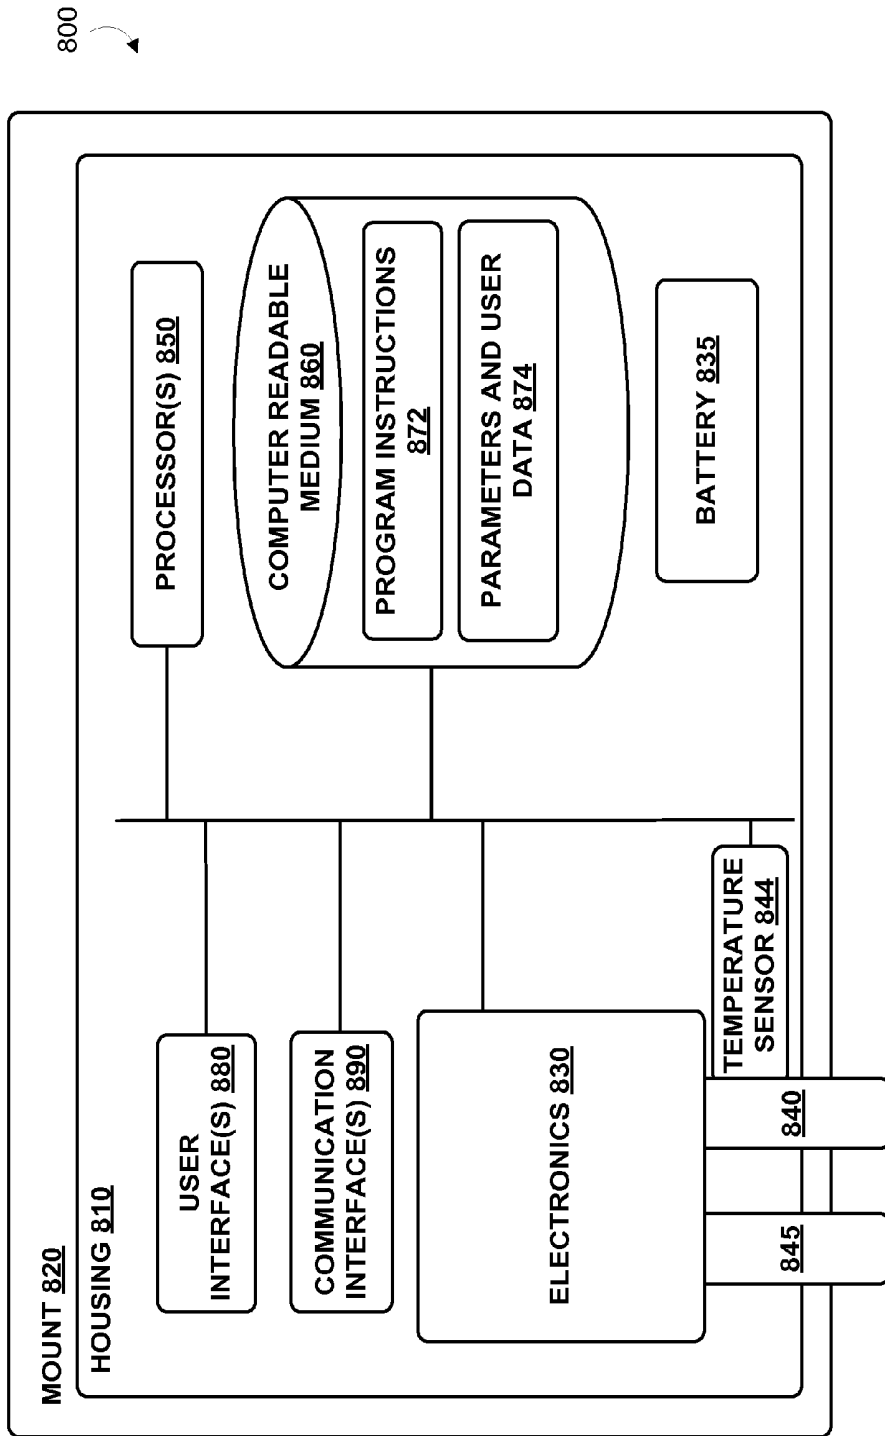 800
MOUNT 820
HOUSING 810
USER
INTERFACE(S) 880
COMMUNICATION
INTERFACE(S) 890
ELECTRONICS 830
845
840
TEMPERATURE
SENSOR 844
PROCESSOR(S) 850
COMPUTER READABLE
MEDIUM 860
PROGRAM INSTRUCTIONS
872
PARAMETERS AND USER
DATA 874
BATTERY 835